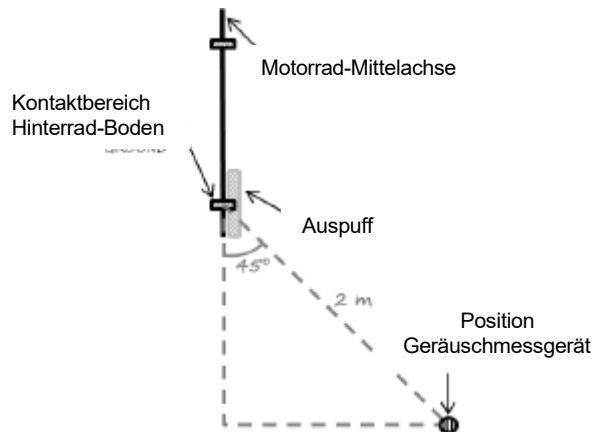 Motorrad-Mittelachse
Kontaktbereich
Hinterrad-Boden
Auspuff
45°
2 m
Position
Geräuschmessgerät